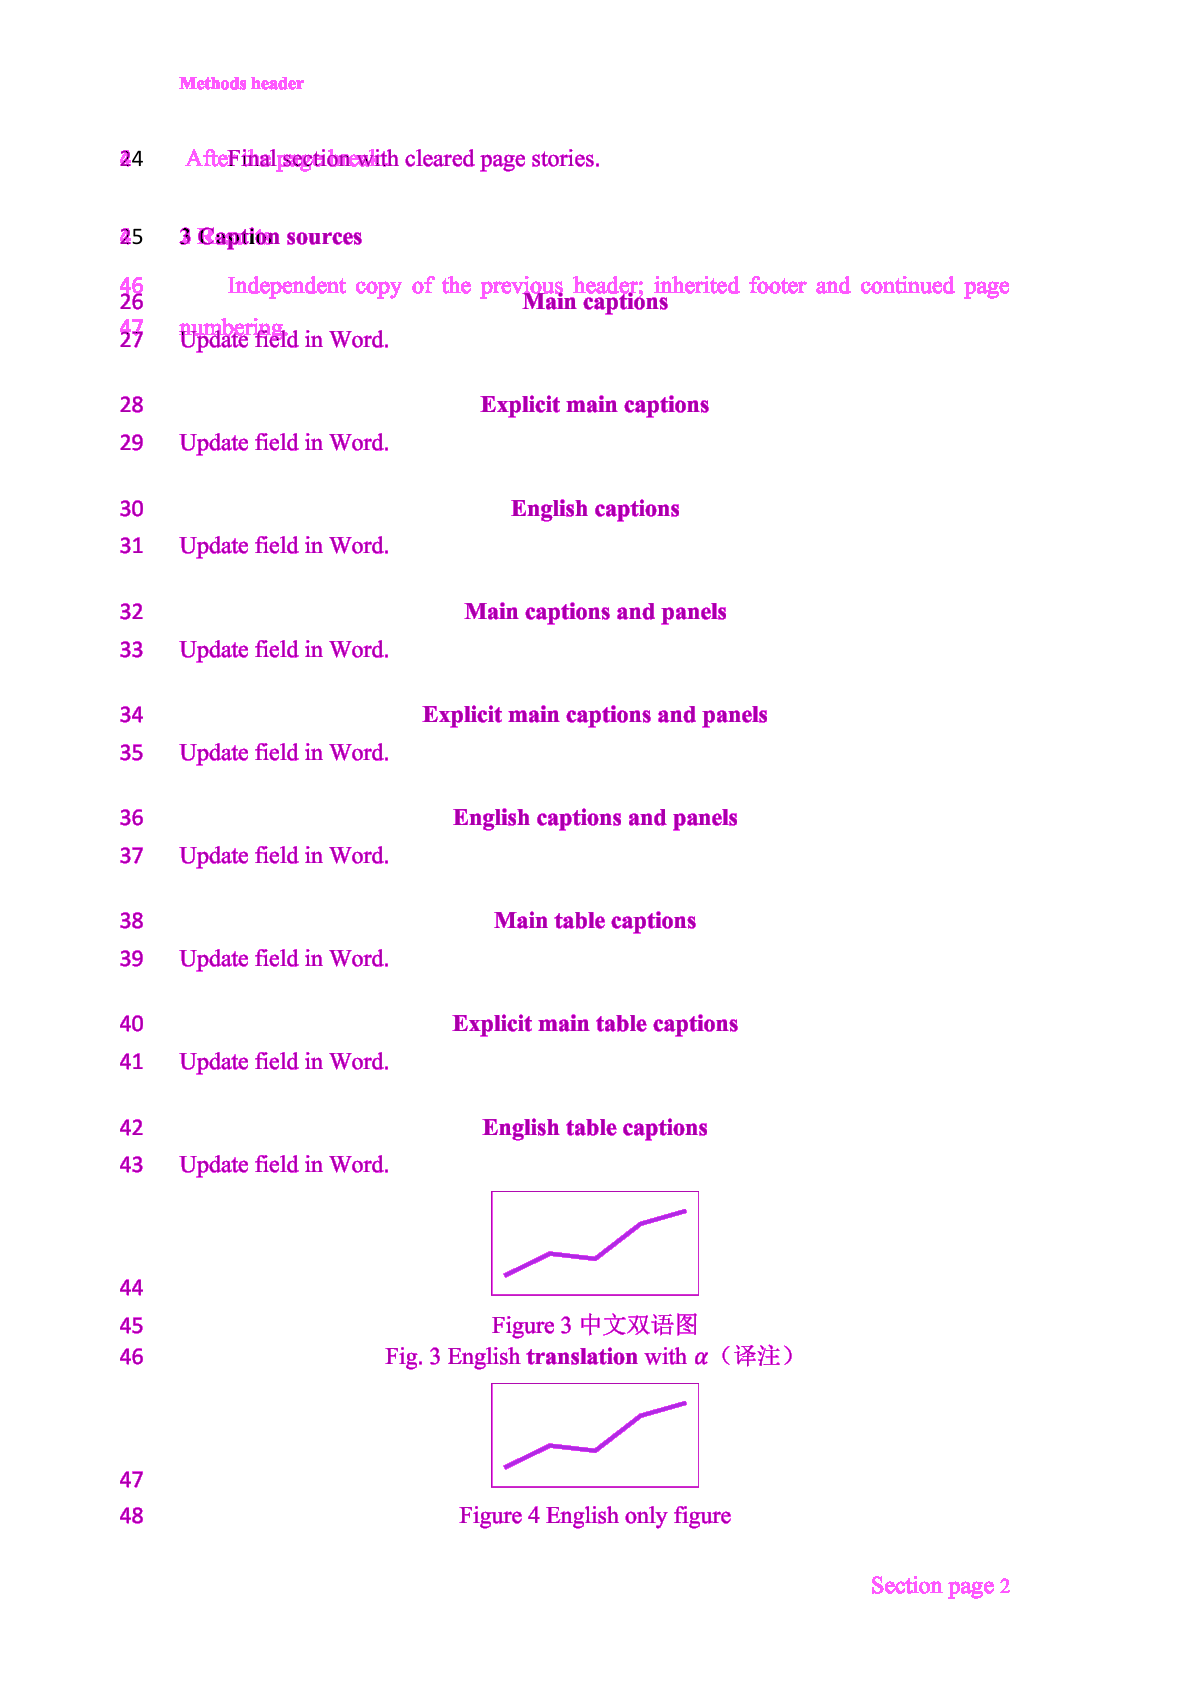 Methods header
24 Final section with cleared page stories.
After the page break.
25 3 Caption sources
46 Independent copy of the previous header; inherited footer and continued page
26 Main captions
47 numbering.
27 Update field in Word.
28 Explicit main captions
29 Update field in Word.
30 English captions
31 Update field in Word.
32 Main captions and panels
33 Update field in Word.
34 Explicit main captions and panels
35 Update field in Word.
36 English captions and panels
37 Update field in Word.
38 Main table captions
39 Update field in Word.
40 Explicit main table captions
41 Update field in Word.
42 English table captions
43 Update field in Word.
44
45 Figure 3 中文双语图
46 Fig. 3 English translation with α（译注）
47
48 Figure 4 English only figure
Section page 2